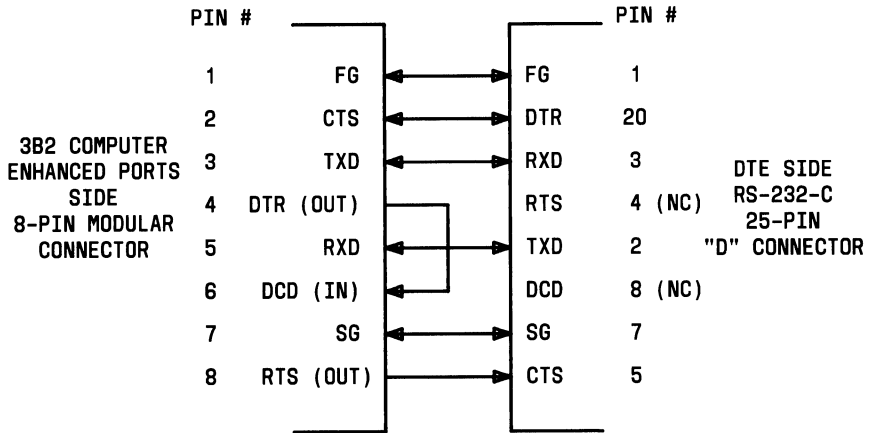 PIN # PIN #
1 FG FG 1
2 CTS DTR 20
3 TXD RXD 3
4 DTR (OUT) RTS 4 (NC)
5 RXD TXD 2
6 DCD (IN) DCD 8 (NC)
7 SG SG 7
8 RTS (OUT) CTS 5
3B2 COMPUTER
ENHANCED PORTS
SIDE
8-PIN MODULAR
CONNECTOR
DTE SIDE
RS-232-C
25-PIN
"D" CONNECTOR